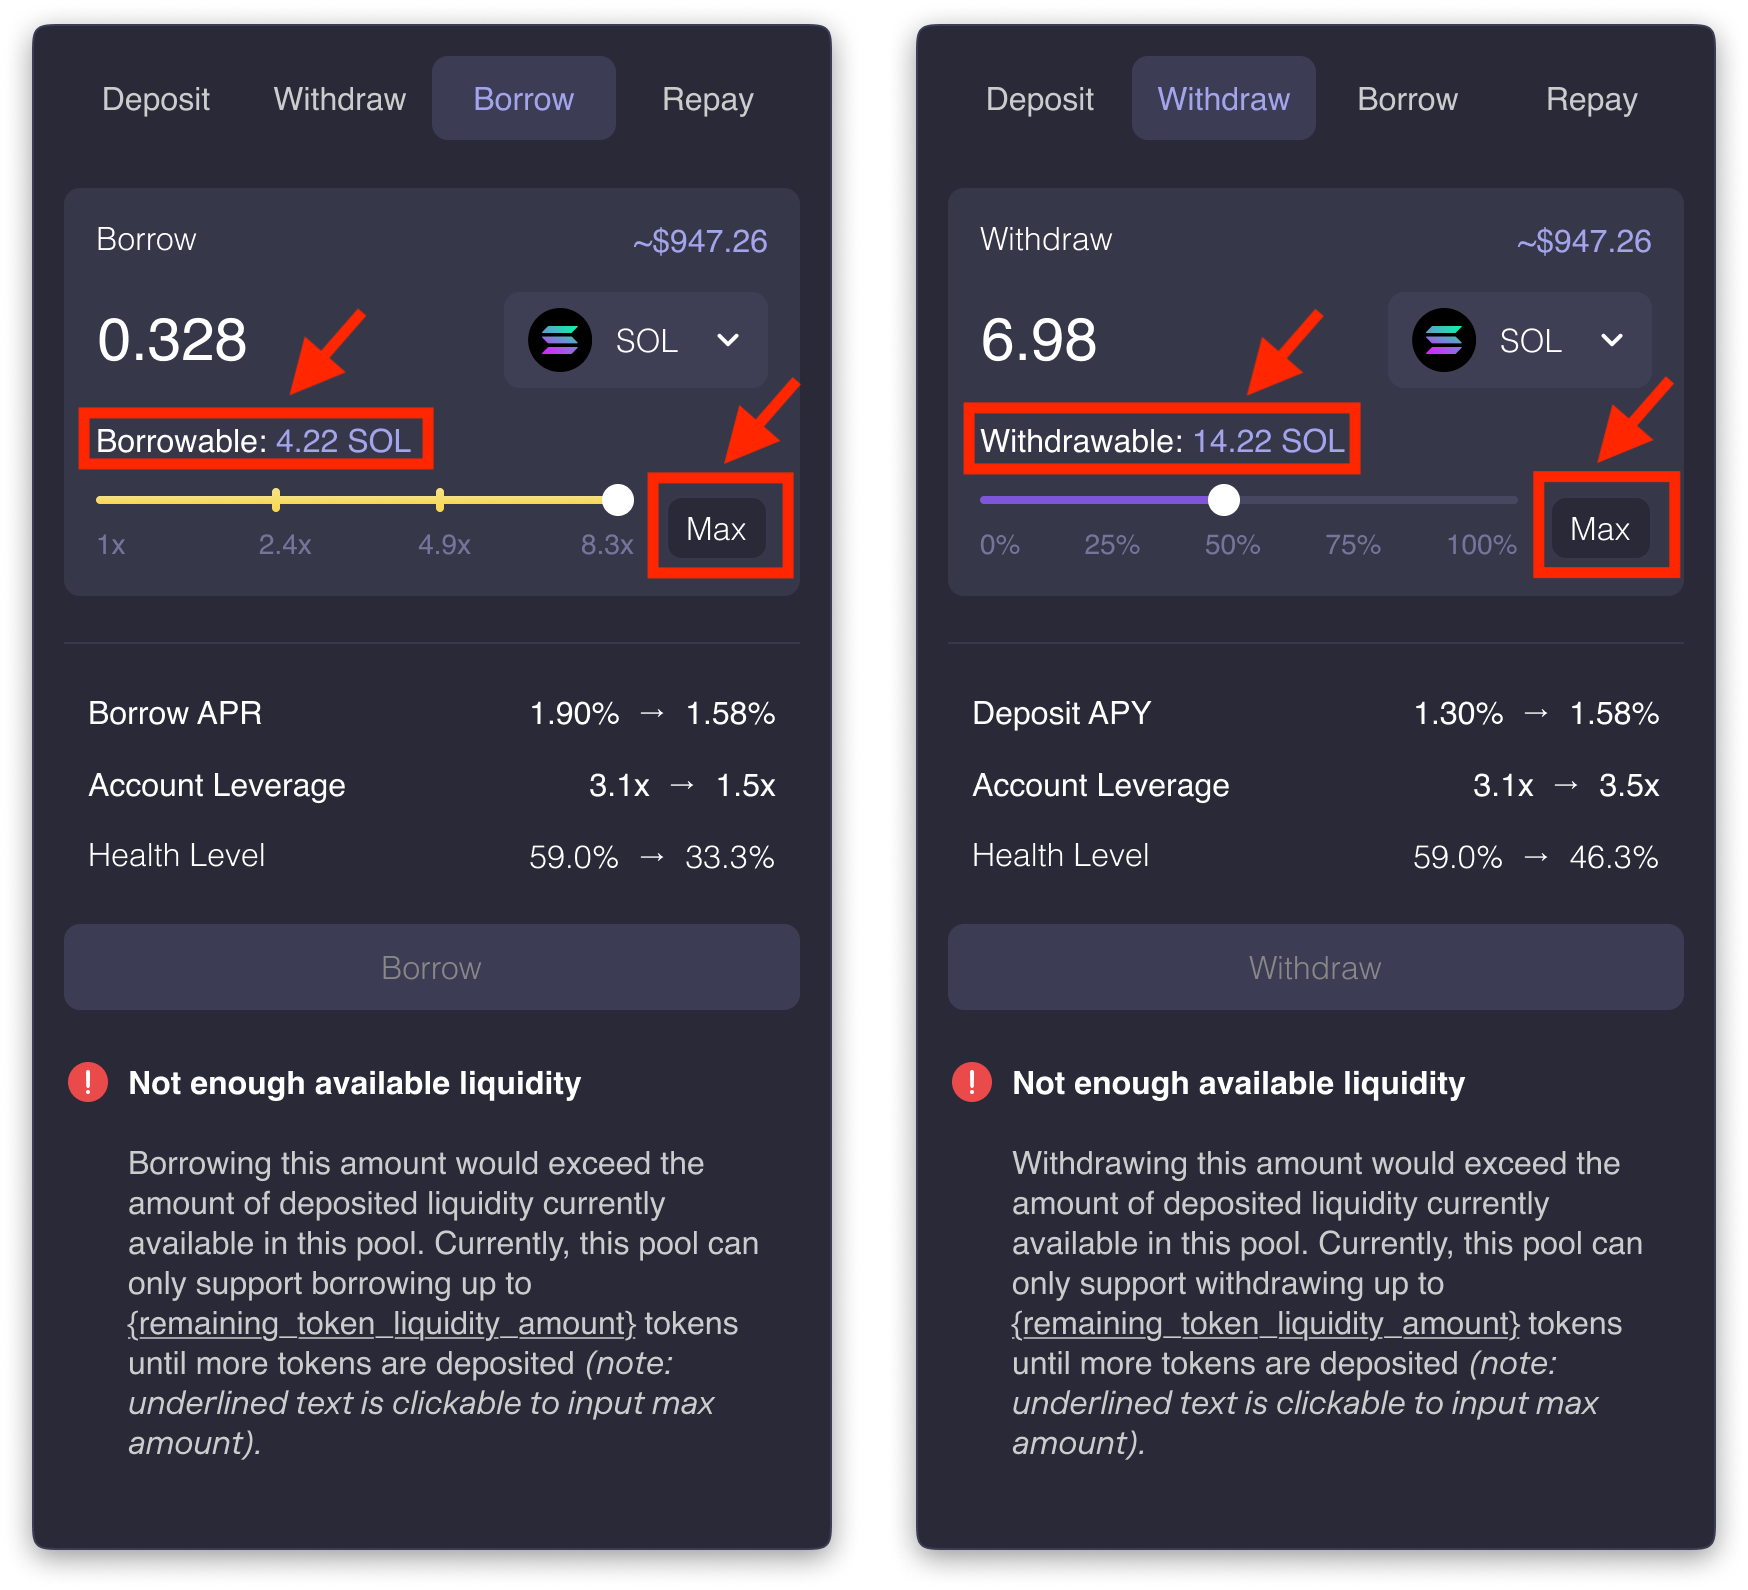 Deposit Withdraw Borrow Repay
Borrow ~$947.26
0.328 SOL
Borrowable: 4.22 SOL
1x 2.4x 4.9x 8.3x Max
Borrow APR 1.90% → 1.58%
Account Leverage 3.1x → 1.5x
Health Level 59.0% → 33.3%
Borrow
! Not enough available liquidity
Borrowing this amount would exceed the
amount of deposited liquidity currently
available in this pool. Currently, this pool can
only support borrowing up to
{remaining_token_liquidity_amount} tokens
until more tokens are deposited (note:
underlined text is clickable to input max
amount).
Deposit Withdraw Borrow Repay
Withdraw ~$947.26
6.98 SOL
Withdrawable: 14.22 SOL
0% 25% 50% 75% 100% Max
Deposit APY 1.30% → 1.58%
Account Leverage 3.1x → 3.5x
Health Level 59.0% → 46.3%
Withdraw
! Not enough available liquidity
Withdrawing this amount would exceed the
amount of deposited liquidity currently
available in this pool. Currently, this pool can
only support withdrawing up to
{remaining_token_liquidity_amount} tokens
until more tokens are deposited (note:
underlined text is clickable to input max
amount).